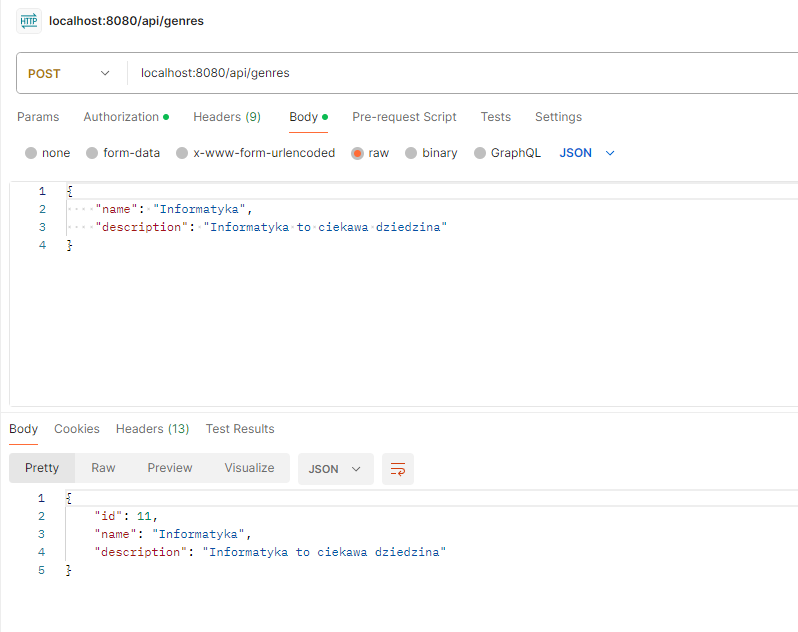 HTTP localhost:8080/api/genres
POST localhost:8080/api/genres
Params Authorization Headers (9) Body Pre-request Script Tests Settings
none form-data x-www-form-urlencoded raw binary GraphQL JSON
1 {
2 "name": "Informatyka",
3 "description": "Informatyka to ciekawa dziedzina"
4 }
Body Cookies Headers (13) Test Results
Pretty Raw Preview Visualize JSON
1 {
2 "id": 11,
3 "name": "Informatyka",
4 "description": "Informatyka to ciekawa dziedzina"
5 }